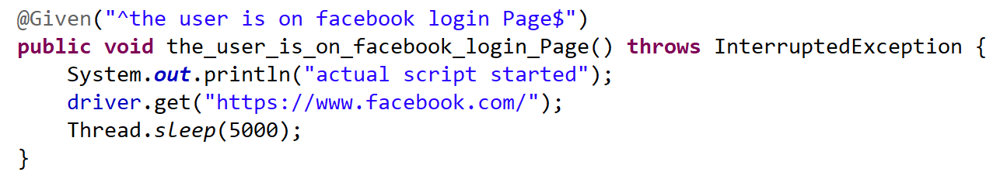 @Given("^the user is on facebook login Page$")
public void the_user_is_on_facebook_login_Page() throws InterruptedException {
    System.out.println("actual script started");
    driver.get("https://www.facebook.com/");
    Thread.sleep(5000);
}